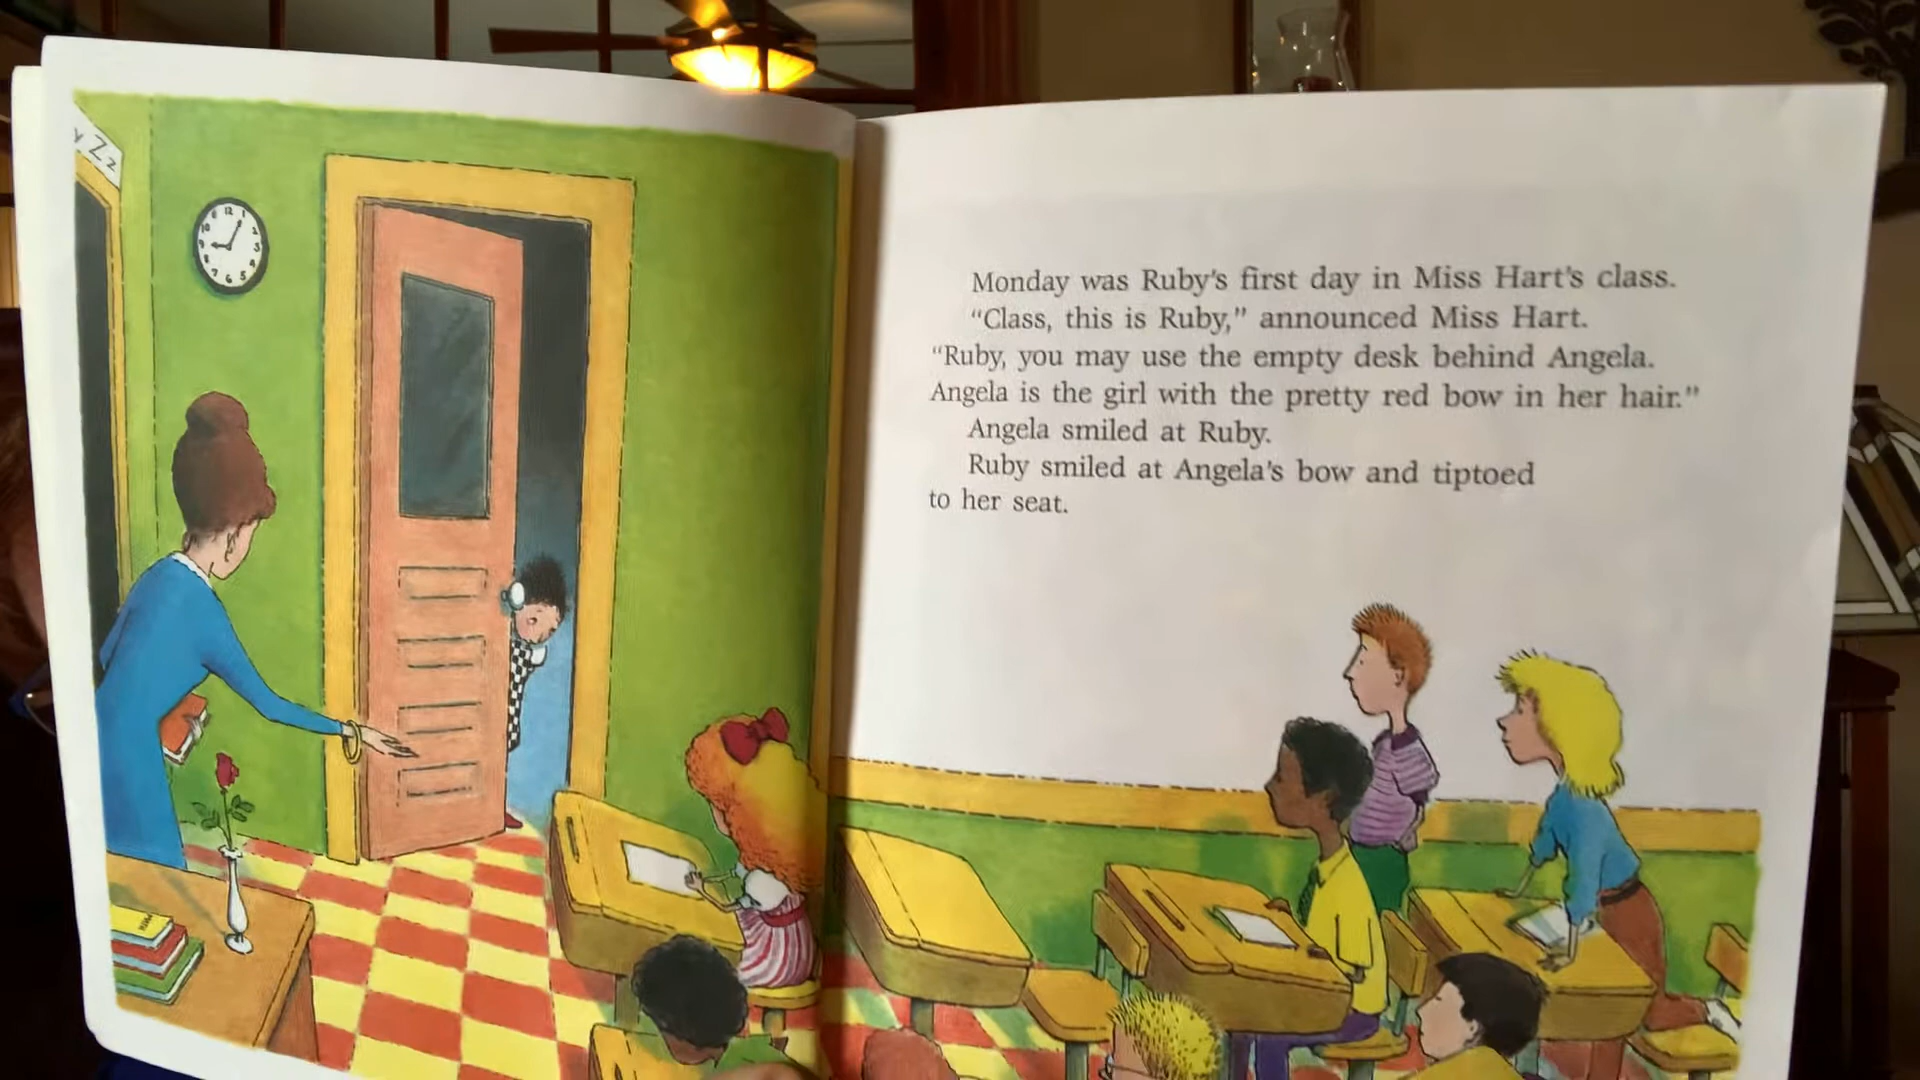 y Zz
Monday was Ruby's first day in Miss Hart's class.
"Class, this is Ruby," announced Miss Hart.
"Ruby, you may use the empty desk behind Angela.
Angela is the girl with the pretty red bow in her hair."
Angela smiled at Ruby.
Ruby smiled at Angela's bow and tiptoed
to her seat.